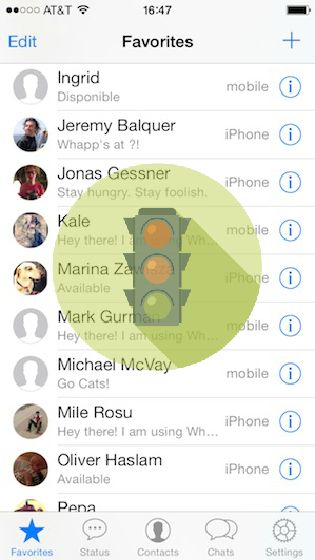 AT&T 16:47
Edit Favorites +
Ingrid
Disponible
mobile
Jeremy Balquer
Whapp's at ?!
iPhone
Jonas Gessner
Stay hungry. Stay foolish.
iPhone
Kale
Hey there! I am using Wh...
mobile
Marina Zawaza
Available
iPhone
Mark Gurman
Hey there! I am using Wh...
mobile
Michael McVay
Go Cats!
mobile
Mile Rosu
Hey there! I am using Wh...
iPhone
Oliver Haslam
Available
iPhone
Pepa
Favorites Status Contacts Chats Settings